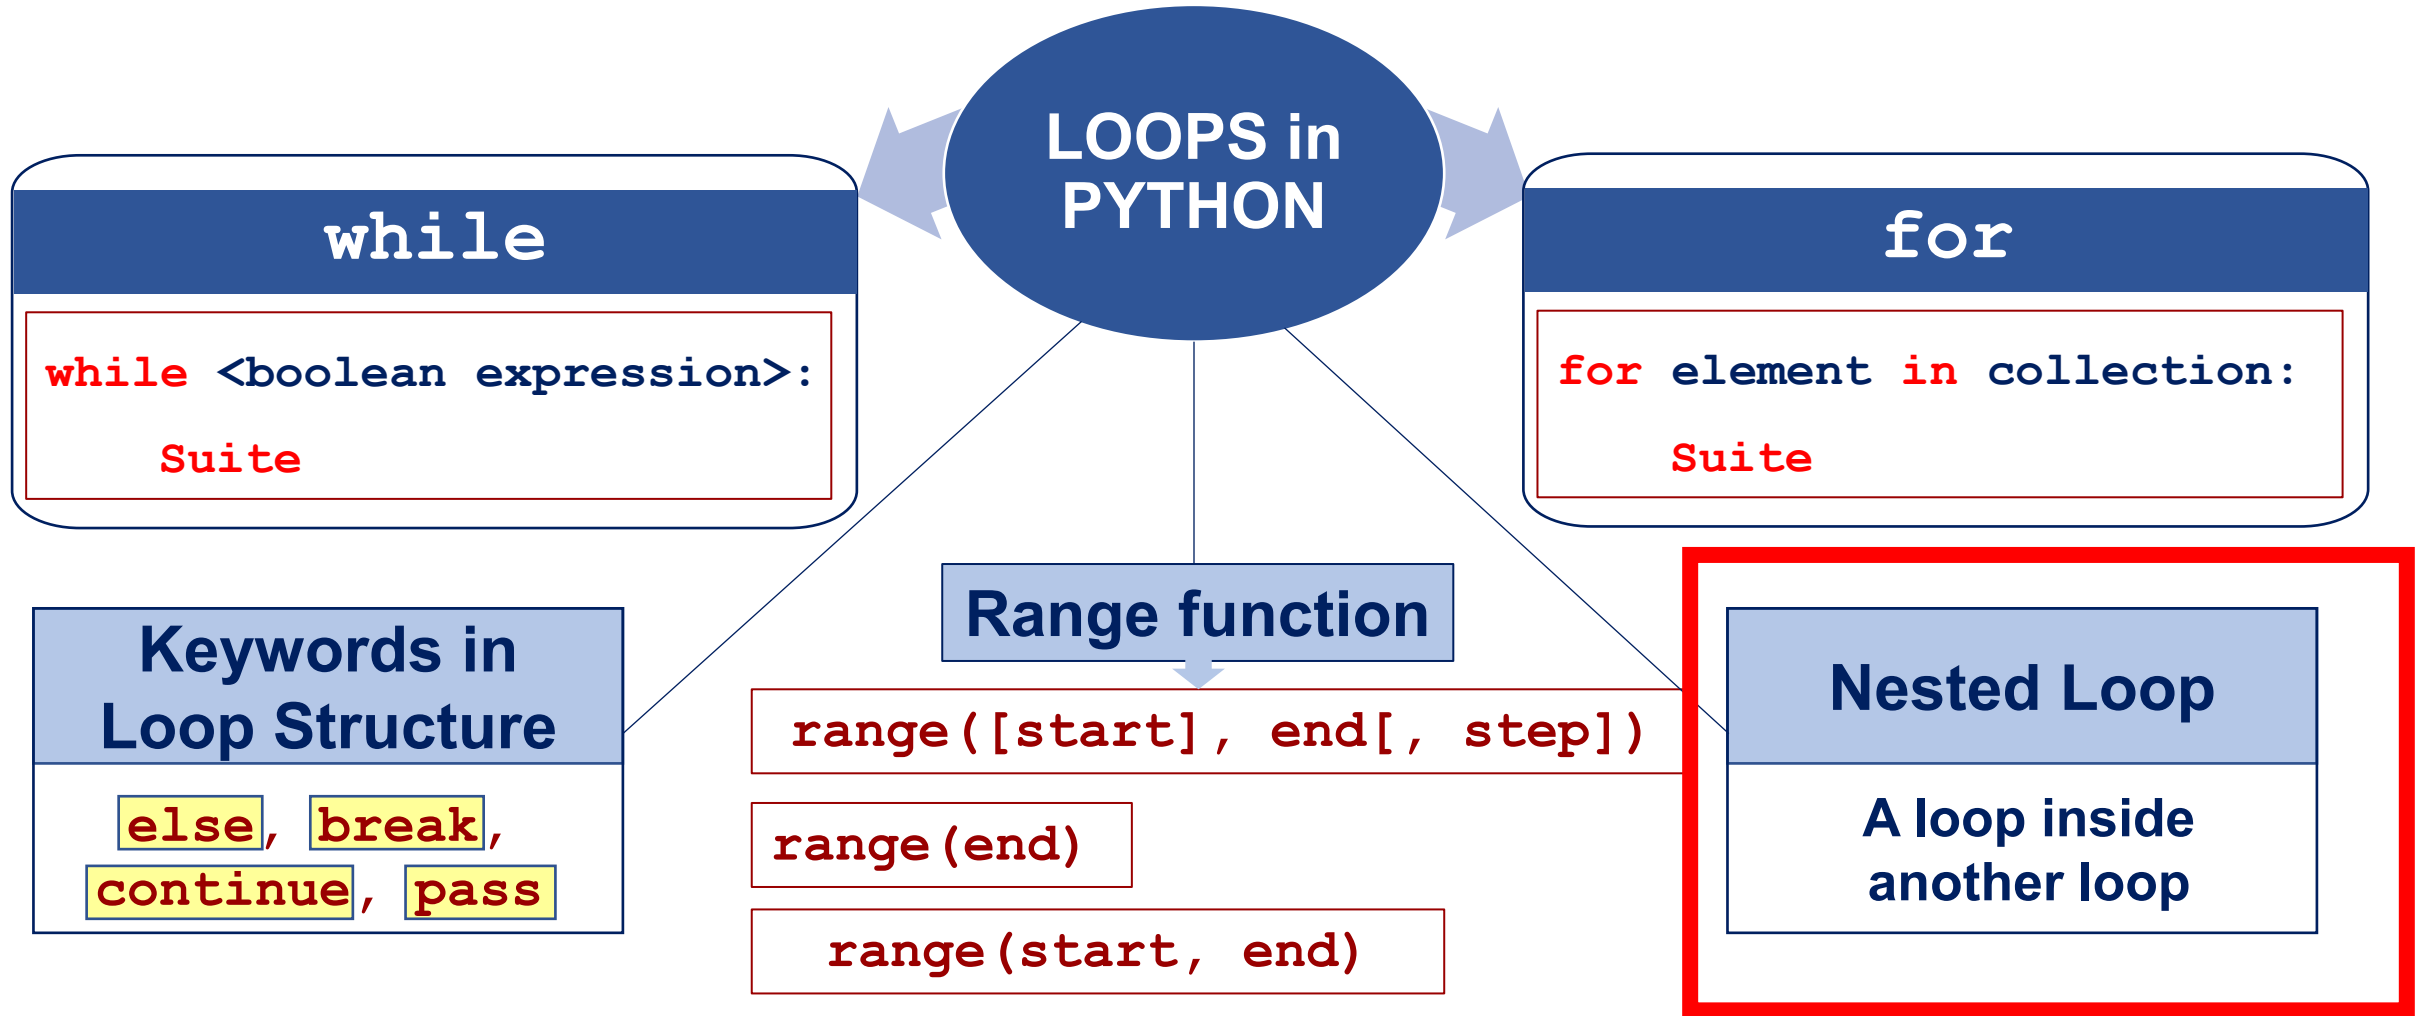 LOOPS in
PYTHON
while
while <boolean expression>:
Suite
for
for element in collection:
Suite
Keywords in
Loop Structure
else, break,
continue, pass
Range function
range([start], end[, step])
range(end)
range(start, end)
Nested Loop
A loop inside
another loop